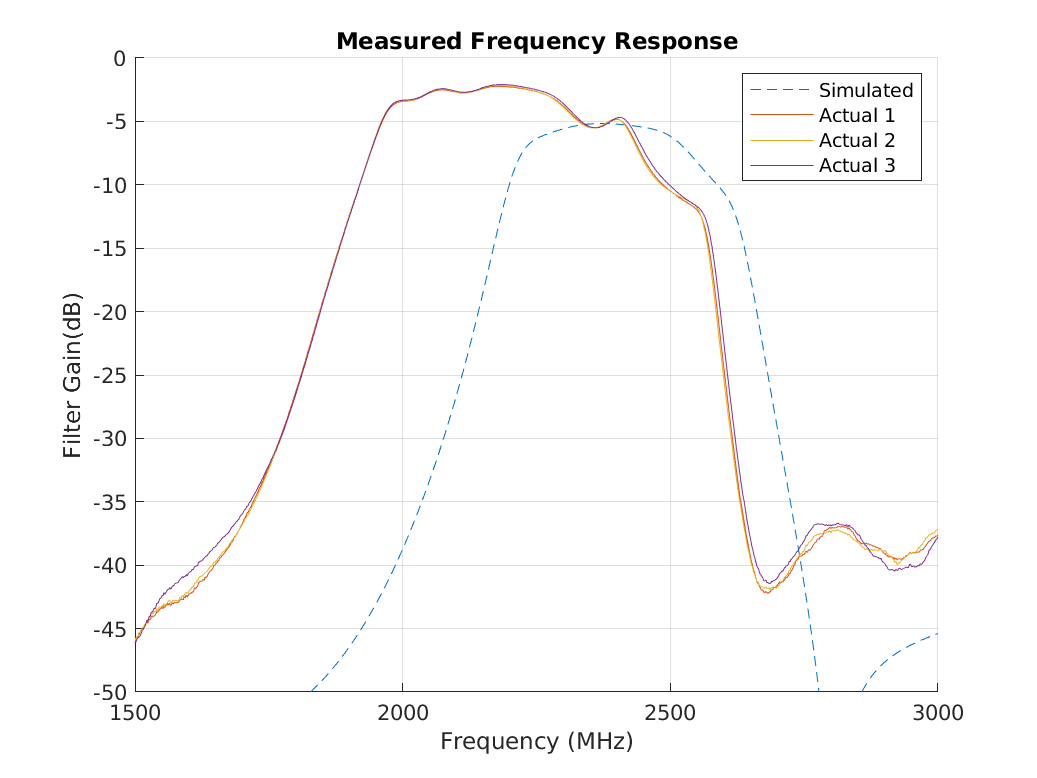 Measured Frequency Response
Simulated
Actual 1
Actual 2
Actual 3
0
-5
-10
-15
-20
-25
-30
-35
-40
-45
-50
Filter Gain(dB)
1500 2000 2500 3000
Frequency (MHz)